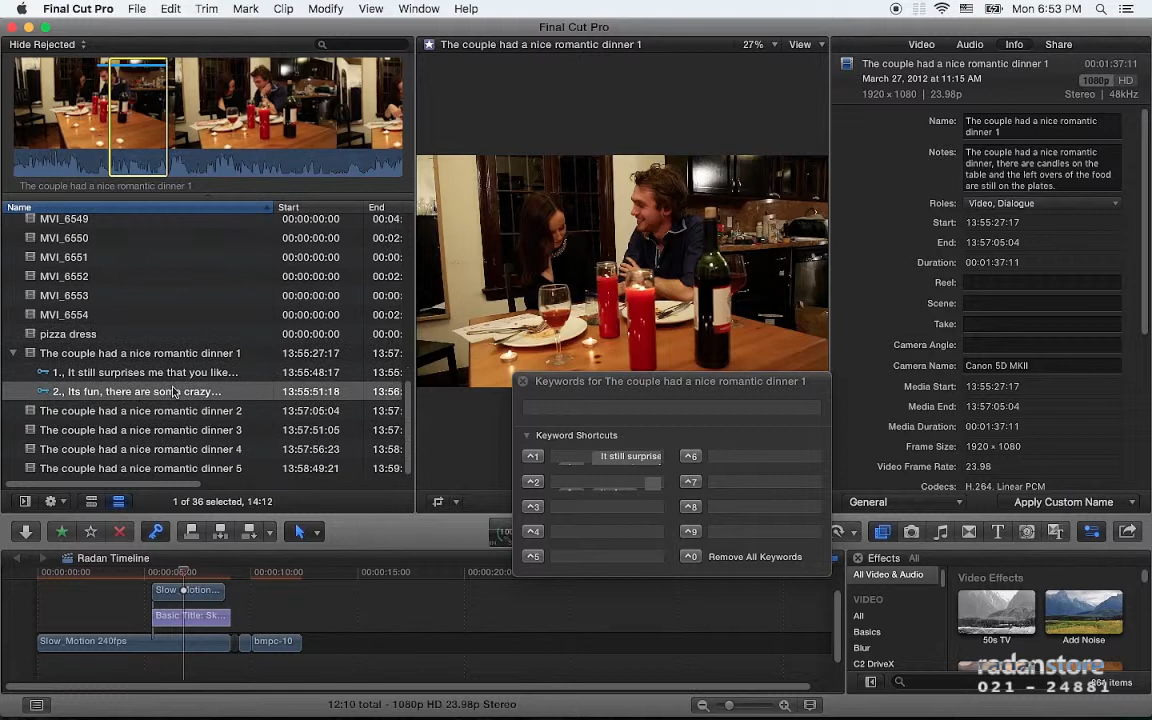 Final Cut Pro File Edit Trim Mark Clip Modify View Window Help Mon 6:53 PM
Final Cut Pro
Hide Rejected
The couple had a nice romantic dinner 1 27% View
Video Audio Info Share
The couple had a nice romantic dinner 1 00:01:37:11
March 27, 2012 at 11:15 AM 1080p HD
1920 x 1080 | 23.98p Stereo | 48kHz
The couple had a nice romantic dinner 1
Name Start End
MVI_6549 00:00:00:00 00:04:
MVI_6550 00:00:00:00 00:02:
MVI_6551 00:00:00:00 00:02:
MVI_6552 00:00:00:00 00:02:
MVI_6553 00:00:00:00 00:02:
MVI_6554 00:00:00:00 00:02:
pizza dress 00:00:00:00 00:00:
The couple had a nice romantic dinner 1 13:55:27:17 13:57:
1., It still surprises me that you like... 13:55:48:17 13:55:
2., Its fun, there are some crazy... 13:55:51:18 13:56:
The couple had a nice romantic dinner 2 13:57:05:04 13:57:
The couple had a nice romantic dinner 3 13:57:51:05 13:57:
The couple had a nice romantic dinner 4 13:57:56:23 13:58:
The couple had a nice romantic dinner 5 13:58:49:21 13:59:
1 of 36 selected, 14:12
Name: The couple had a nice romantic
dinner 1
Notes: The couple had a nice romantic
dinner, there are candles on the
table and the left overs of the food
are still on the plates.
Roles: Video, Dialogue
Start: 13:55:27:17
End: 13:57:05:04
Duration: 00:01:37:11
Reel:
Scene:
Take:
Camera Angle:
Camera Name: Canon 5D MKII
Media Start: 13:55:27:17
Media End: 13:57:05:04
Media Duration: 00:01:37:11
Frame Size: 1920 x 1080
Video Frame Rate: 23.98
Codecs: H.264, Linear PCM
General Apply Custom Name
Keywords for The couple had a nice romantic dinner 1
Keyword Shortcuts
^1 It still surprise ^6
^2 ^7
^3 ^8
^4 ^9
^5 ^0 Remove All Keywords
Radan Timeline
00:00:00:00 00:00:10:00 00:00:15:00
Basic Title: Sk...
Slow_Motion 240fps bmpc-10
Effects All
All Video & Audio
VIDEO
All
Basics
Blur
C2 DriveX
Video Effects
50s TV Add Noise
radanstore
021 - 24881
items
12:10 total - 1080p HD 23.98p Stereo